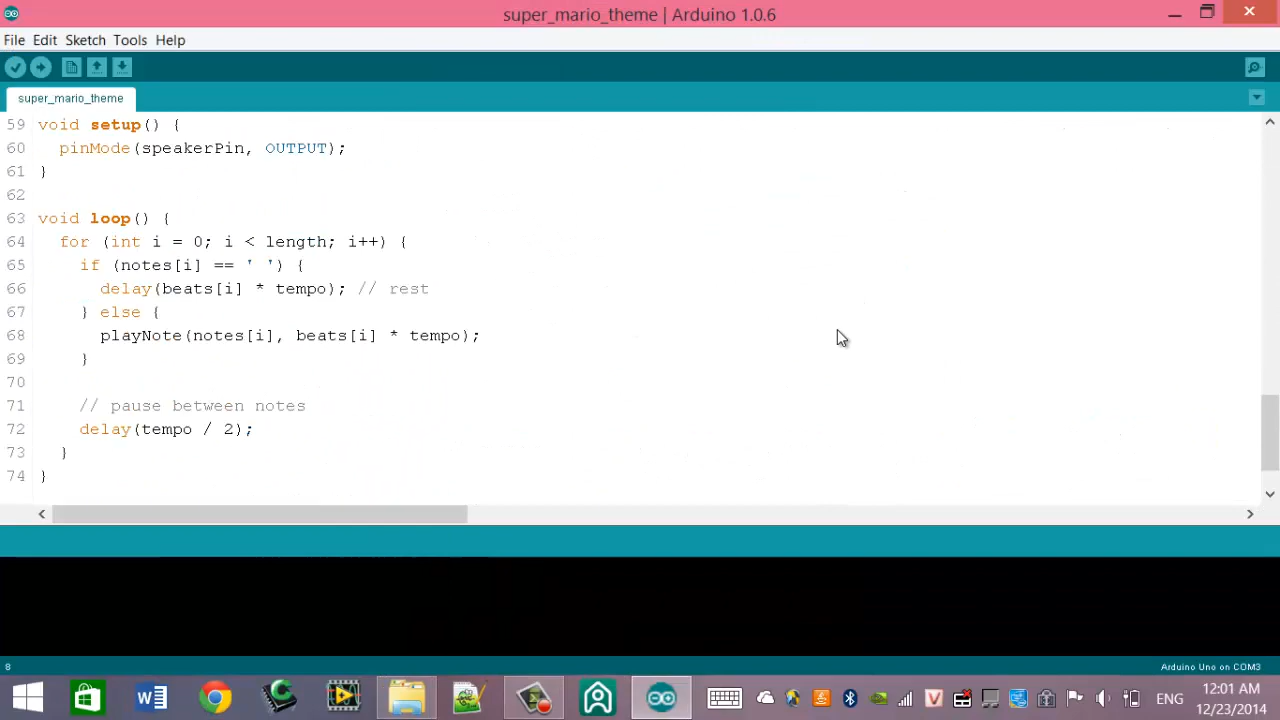 super_mario_theme | Arduino 1.0.6
File Edit Sketch Tools Help
super_mario_theme
59 void setup() {
60   pinMode(speakerPin, OUTPUT);
61 }
62
63 void loop() {
64   for (int i = 0; i < length; i++) {
65     if (notes[i] == ' ') {
66       delay(beats[i] * tempo); // rest
67     } else {
68       playNote(notes[i], beats[i] * tempo);
69     }
70
71     // pause between notes
72     delay(tempo / 2);
73   }
74 }
8 Arduino Uno on COM3
ENG 12:01 AM
12/23/2014